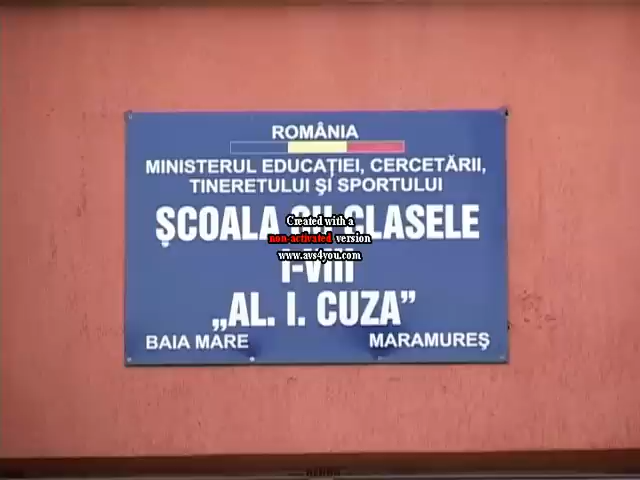 ROMÂNIA
MINISTERUL EDUCAȚIEI, CERCETĂRII,
TINERETULUI ȘI SPORTULUI
ȘCOALA CU CLASELE
I-VIII
„AL. I. CUZA”
BAIA MARE MARAMUREȘ
Created with a
non-activated version
www.avs4you.com